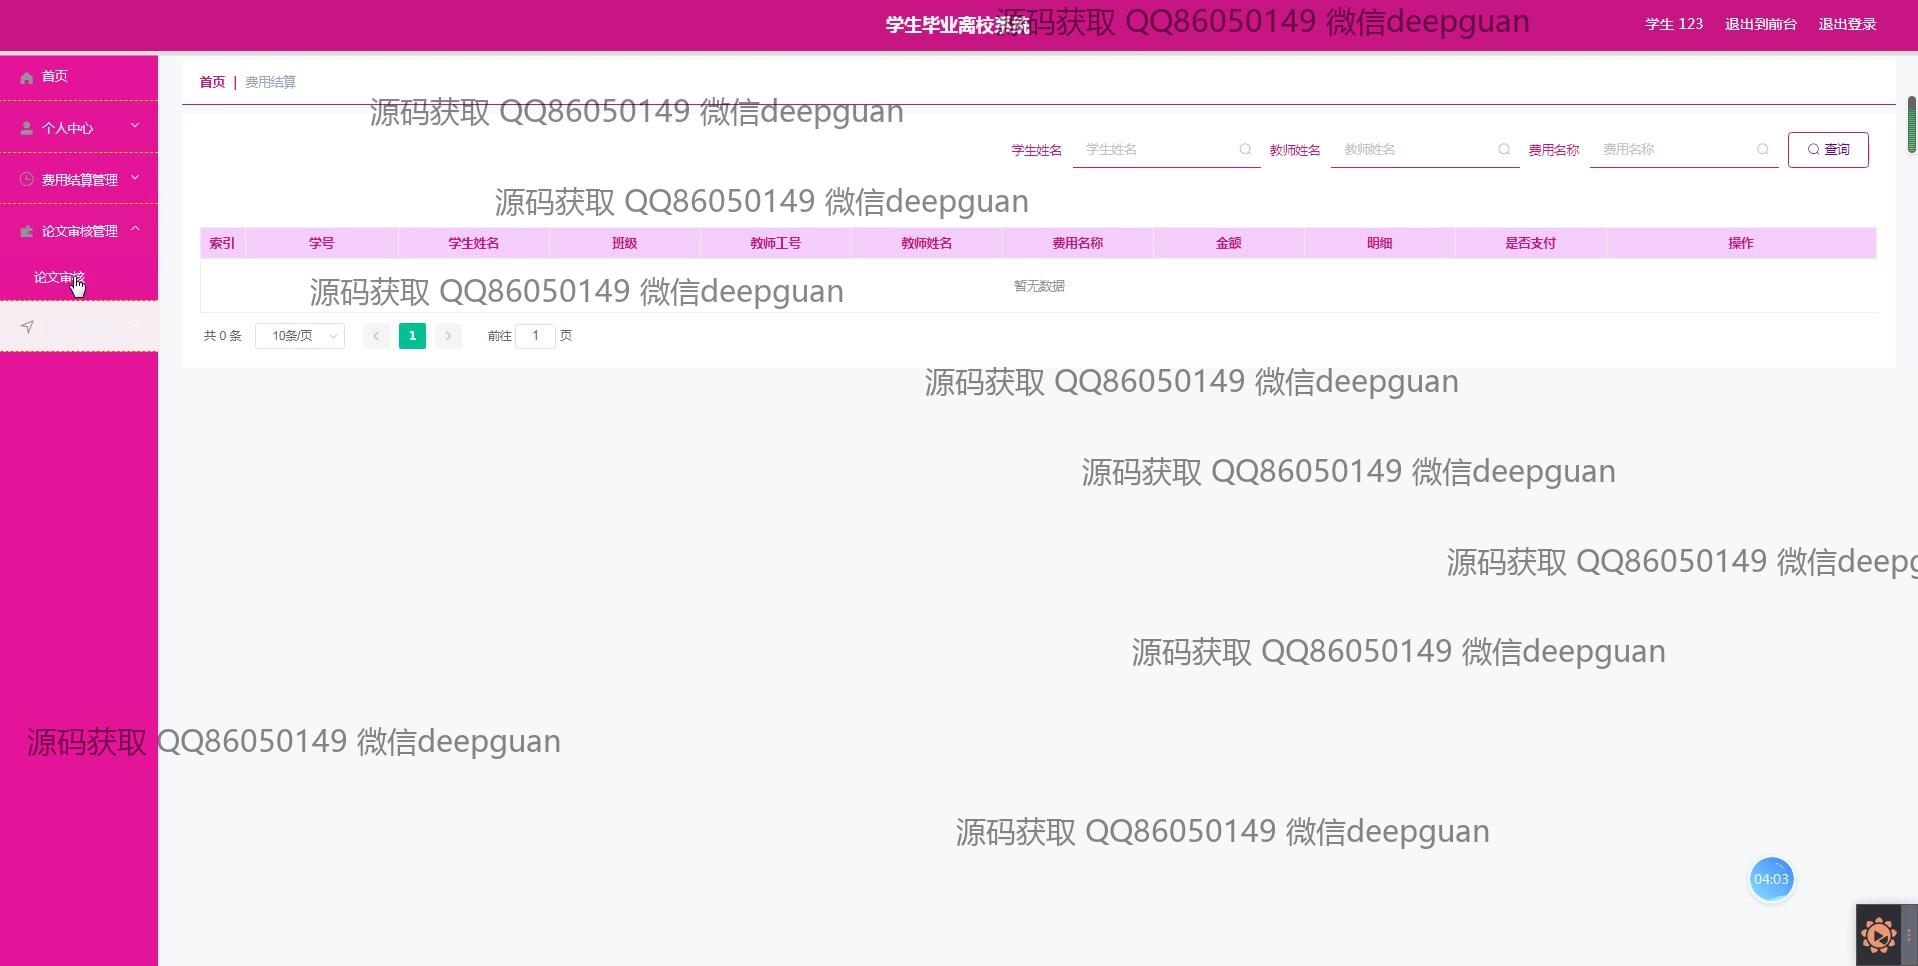 学生毕业离校系统
源码获取 QQ86050149 微信deepguan
学生 123 退出到前台 退出登录
首页
个人中心
费用结算管理
论文审核管理
论文审核
首页 | 费用结算
源码获取 QQ86050149 微信deepguan
学生姓名 学生姓名 教师姓名 教师姓名 费用名称 费用名称 查询
源码获取 QQ86050149 微信deepguan
索引 学号 学生姓名 班级 教师工号 教师姓名 费用名称 金额 明细 是否支付 操作
暂无数据
源码获取 QQ86050149 微信deepguan
共 0 条 10条/页 1 前往 1 页
源码获取 QQ86050149 微信deepguan
源码获取 QQ86050149 微信deepguan
源码获取 QQ86050149 微信deepg
源码获取 QQ86050149 微信deepguan
源码获取 QQ86050149 微信deepguan
源码获取 QQ86050149 微信deepguan
04:03